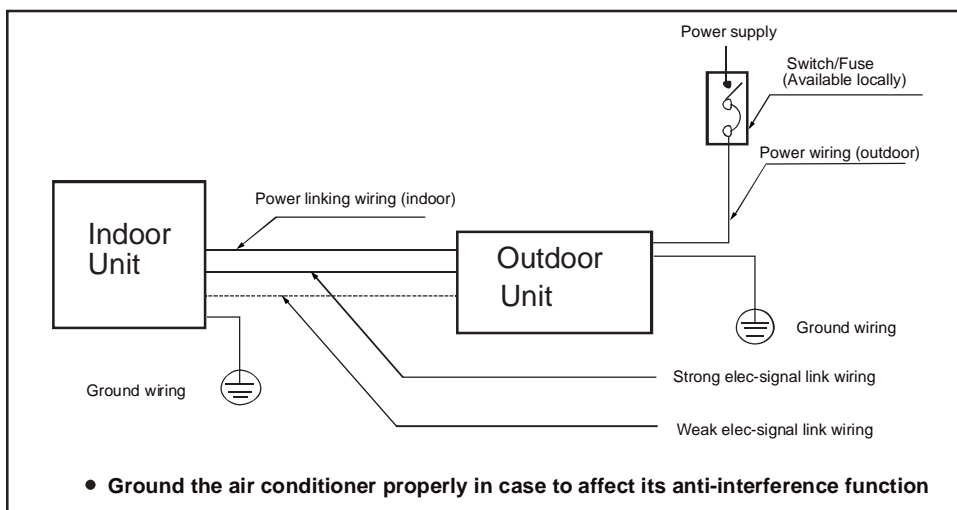 Power supply
Switch/Fuse
(Available locally)
Power wiring (outdoor)
Power linking wiring (indoor)
Indoor
Unit
Outdoor
Unit
Ground wiring
Ground wiring
Strong elec-signal link wiring
Weak elec-signal link wiring
● Ground the air conditioner properly in case to affect its anti-interference function